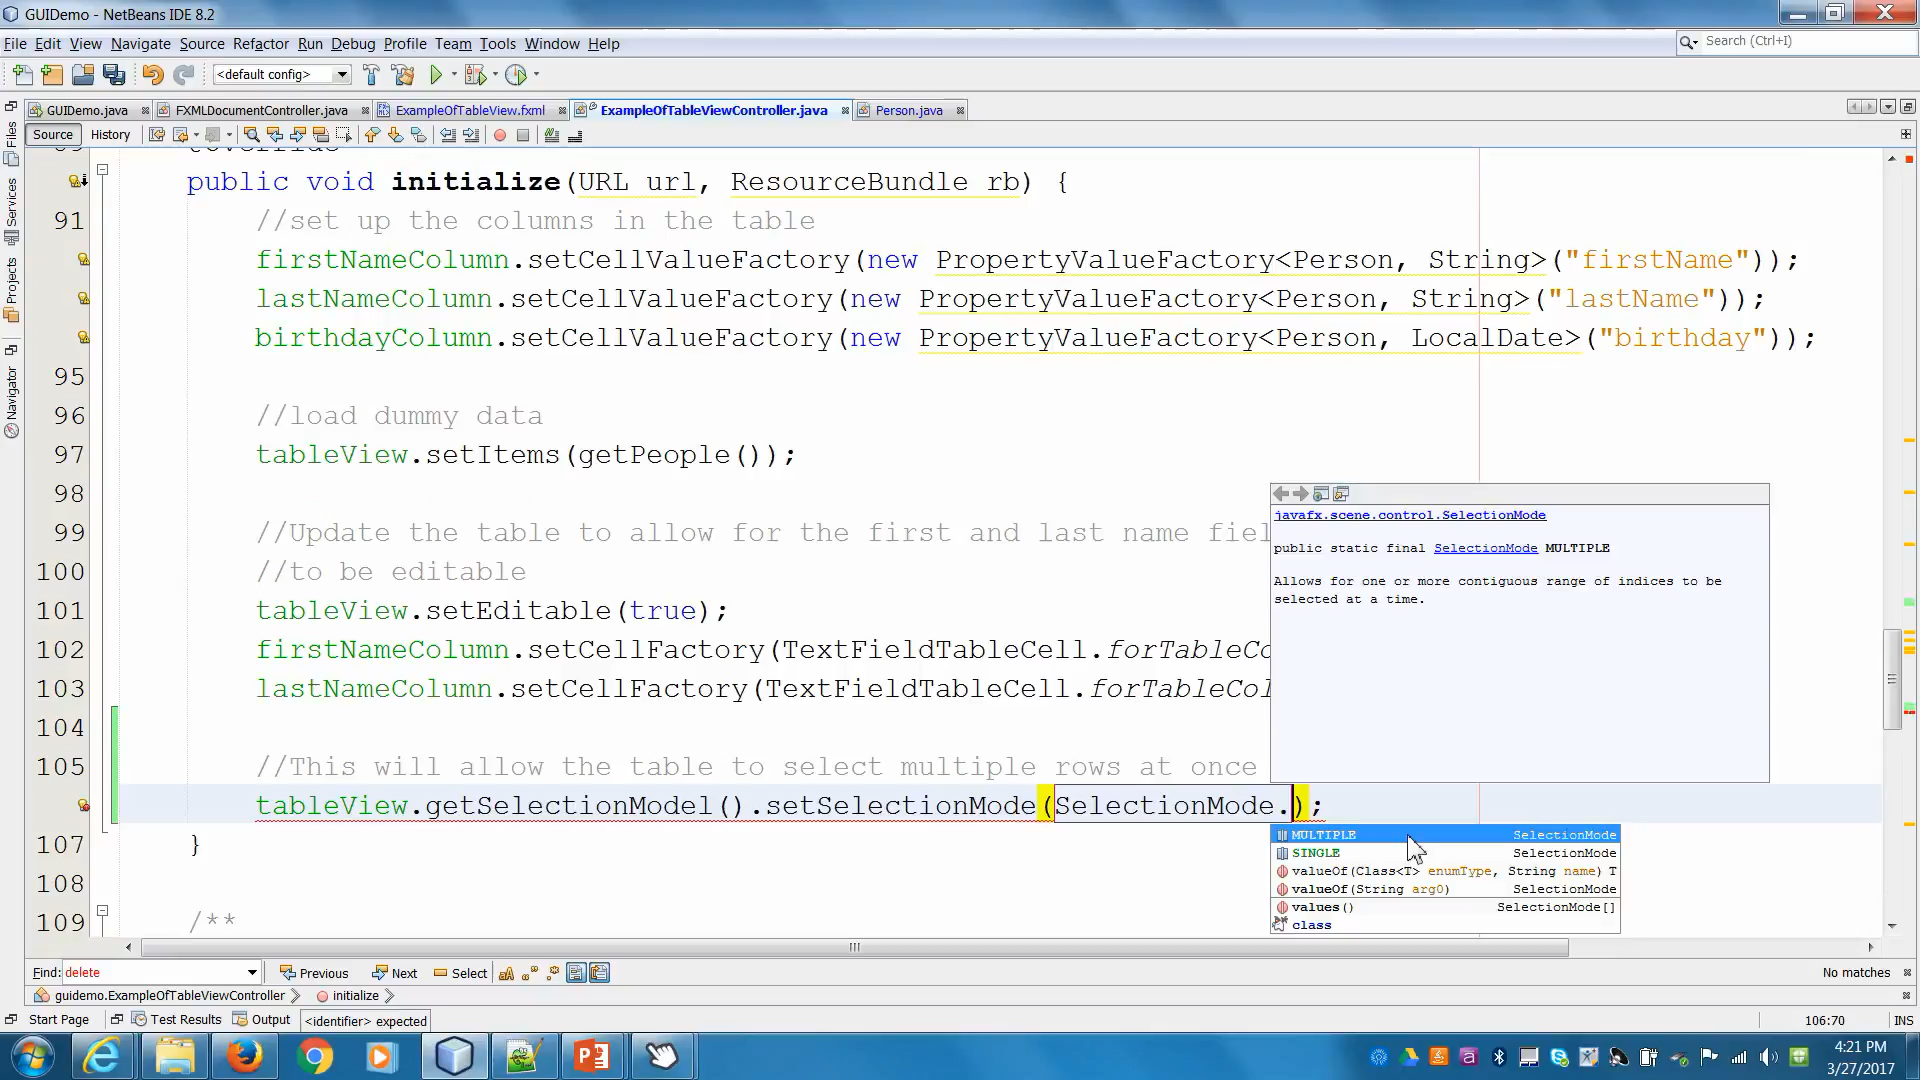 GUIDemo - NetBeans IDE 8.2
File Edit View Navigate Source Refactor Run Debug Profile Team Tools Window Help
Search (Ctrl+I)
<default config>
GUIDemo.java
FXMLDocumentController.java
ExampleOfTableView.fxml
ExampleOfTableViewController.java
Person.java
Source History
Files
Services
Projects
Navigator
public void initialize(URL url, ResourceBundle rb) {
91 //set up the columns in the table
firstNameColumn.setCellValueFactory(new PropertyValueFactory<Person, String>("firstName"));
lastNameColumn.setCellValueFactory(new PropertyValueFactory<Person, String>("lastName"));
birthdayColumn.setCellValueFactory(new PropertyValueFactory<Person, LocalDate>("birthday"));
95
96 //load dummy data
97 tableView.setItems(getPeople());
98
99 //Update the table to allow for the first and last name fiel
100 //to be editable
101 tableView.setEditable(true);
102 firstNameColumn.setCellFactory(TextFieldTableCell.forTableCo
103 lastNameColumn.setCellFactory(TextFieldTableCell.forTableCol
104
105 //This will allow the table to select multiple rows at once
tableView.getSelectionModel().setSelectionMode(SelectionMode.);
107 }
108
109 /**
javafx.scene.control.SelectionMode
public static final SelectionMode MULTIPLE
Allows for one or more contiguous range of indices to be
selected at a time.
MULTIPLE SelectionMode
SINGLE SelectionMode
valueOf(Class<T> enumType, String name) T
valueOf(String arg0) SelectionMode
values() SelectionMode[]
class
Find: delete Previous Next Select No matches
guidemo.ExampleOfTableViewController initialize
Start Page Test Results Output <identifier> expected 106:70 INS
4:21 PM
3/27/2017